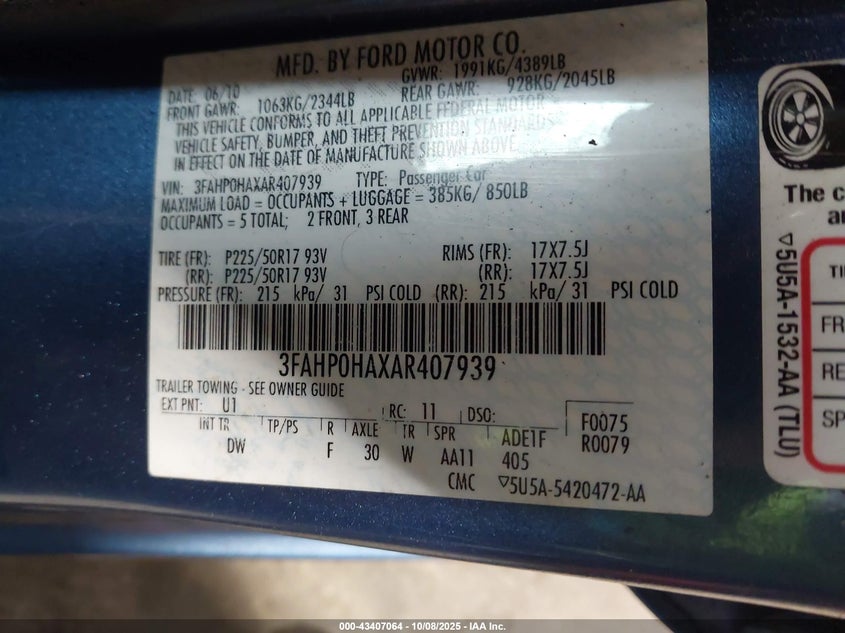 MFD. BY FORD MOTOR CO.
DATE: 06/10 GVWR: 1991KG/4389LB
FRONT GAWR: 1063KG/2344LB REAR GAWR: 928KG/2045LB
THIS VEHICLE CONFORMS TO ALL APPLICABLE FEDERAL MOTOR
VEHICLE SAFETY, BUMPER, AND THEFT PREVENTION STANDARDS
IN EFFECT ON THE DATE OF MANUFACTURE SHOWN ABOVE.
VIN: 3FAHP0HAXAR407939 TYPE: Passenger Car
MAXIMUM LOAD = OCCUPANTS + LUGGAGE = 385KG/ 850LB
OCCUPANTS = 5 TOTAL; 2 FRONT, 3 REAR
TIRE (FR): P225/50R17 93V RIMS (FR): 17X7.5J
(RR): P225/50R17 93V (RR): 17X7.5J
PRESSURE (FR): 215 kPa/ 31 PSI COLD (RR): 215 kPa/ 31 PSI COLD
3FAHP0HAXAR407939
TRAILER TOWING - SEE OWNER GUIDE
EXT PNT: U1 RC: 11 DSO: F0075
INT TR TP/PS R AXLE TR SPR ADE1F R0079
DW F 30 W AA11 405
CMC ▽5U5A-5420472-AA
▽5U5A-1532-AA (TLU)
The c
a
TI
FR
RE
SP
000-43407064 - 10/08/2025 - IAA Inc.